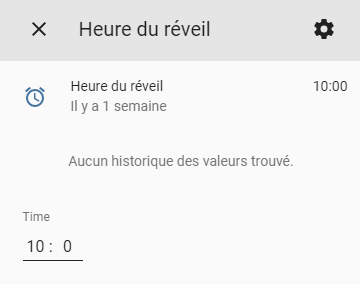 Heure du réveil
Heure du réveil 10:00
Il y a 1 semaine
Aucun historique des valeurs trouvé.
Time
10 : 0